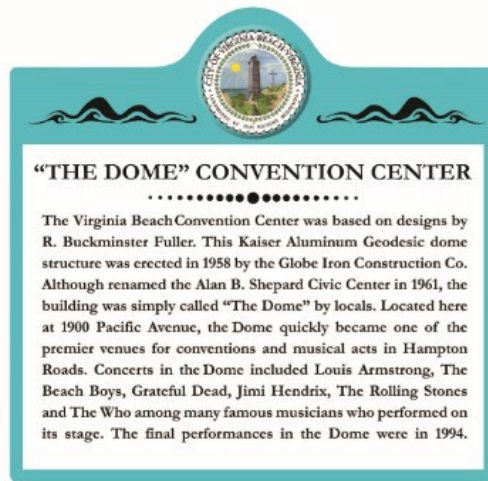 CITY OF VIRGINIA BEACH VIRGINIA
"THE DOME" CONVENTION CENTER
The Virginia Beach Convention Center was based on designs by
R. Buckminster Fuller. This Kaiser Aluminum Geodesic dome
structure was erected in 1958 by the Globe Iron Construction Co.
Although renamed the Alan B. Shepard Civic Center in 1961, the
building was simply called "The Dome" by locals. Located here
at 1900 Pacific Avenue, the Dome quickly became one of the
premier venues for conventions and musical acts in Hampton
Roads. Concerts in the Dome included Louis Armstrong, The
Beach Boys, Grateful Dead, Jimi Hendrix, The Rolling Stones
and The Who among many famous musicians who performed on
its stage. The final performances in the Dome were in 1994.